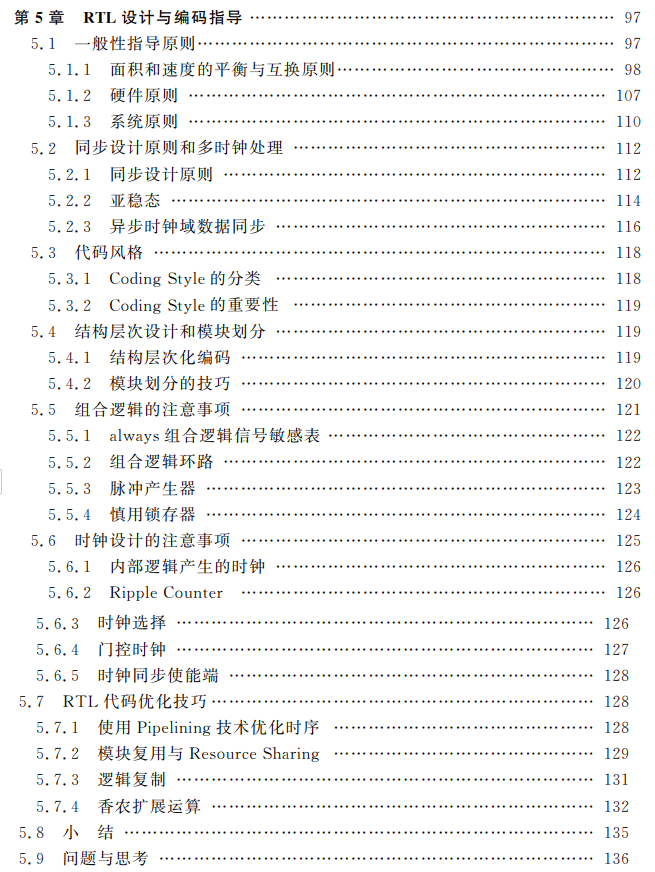 第 5 章 RTL 设计与编码指导 …………………………………………………… 97
5.1 一般性指导原则…………………………………………………………… 97
5.1.1 面积和速度的平衡与互换原则………………………………………… 98
5.1.2 硬件原则 ……………………………………………………………… 107
5.1.3 系统原则 ……………………………………………………………… 110
5.2 同步设计原则和多时钟处理 ……………………………………………… 112
5.2.1 同步设计原则 ………………………………………………………… 112
5.2.2 亚稳态 ………………………………………………………………… 114
5.2.3 异步时钟域数据同步 ………………………………………………… 116
5.3 代码风格 …………………………………………………………………… 118
5.3.1 Coding Style 的分类 ………………………………………………… 118
5.3.2 Coding Style 的重要性 ……………………………………………… 119
5.4 结构层次设计和模块划分 ………………………………………………… 119
5.4.1 结构层次化编码 ……………………………………………………… 119
5.4.2 模块划分的技巧 ……………………………………………………… 120
5.5 组合逻辑的注意事项 ……………………………………………………… 121
5.5.1 always 组合逻辑信号敏感表 ………………………………………… 122
5.5.2 组合逻辑环路 ………………………………………………………… 122
5.5.3 脉冲产生器 …………………………………………………………… 123
5.5.4 慎用锁存器 …………………………………………………………… 124
5.6 时钟设计的注意事项 ……………………………………………………… 125
5.6.1 内部逻辑产生的时钟 ………………………………………………… 126
5.6.2 Ripple Counter ……………………………………………………… 126
5.6.3 时钟选择 ……………………………………………………………… 126
5.6.4 门控时钟 ……………………………………………………………… 127
5.6.5 时钟同步使能端 ……………………………………………………… 128
5.7 RTL 代码优化技巧 ………………………………………………………… 128
5.7.1 使用 Pipelining 技术优化时序 ……………………………………… 128
5.7.2 模块复用与 Resource Sharing ……………………………………… 129
5.7.3 逻辑复制 ……………………………………………………………… 131
5.7.4 香农扩展运算 ………………………………………………………… 132
5.8 小 结 ……………………………………………………………………… 135
5.9 问题与思考 ………………………………………………………………… 136